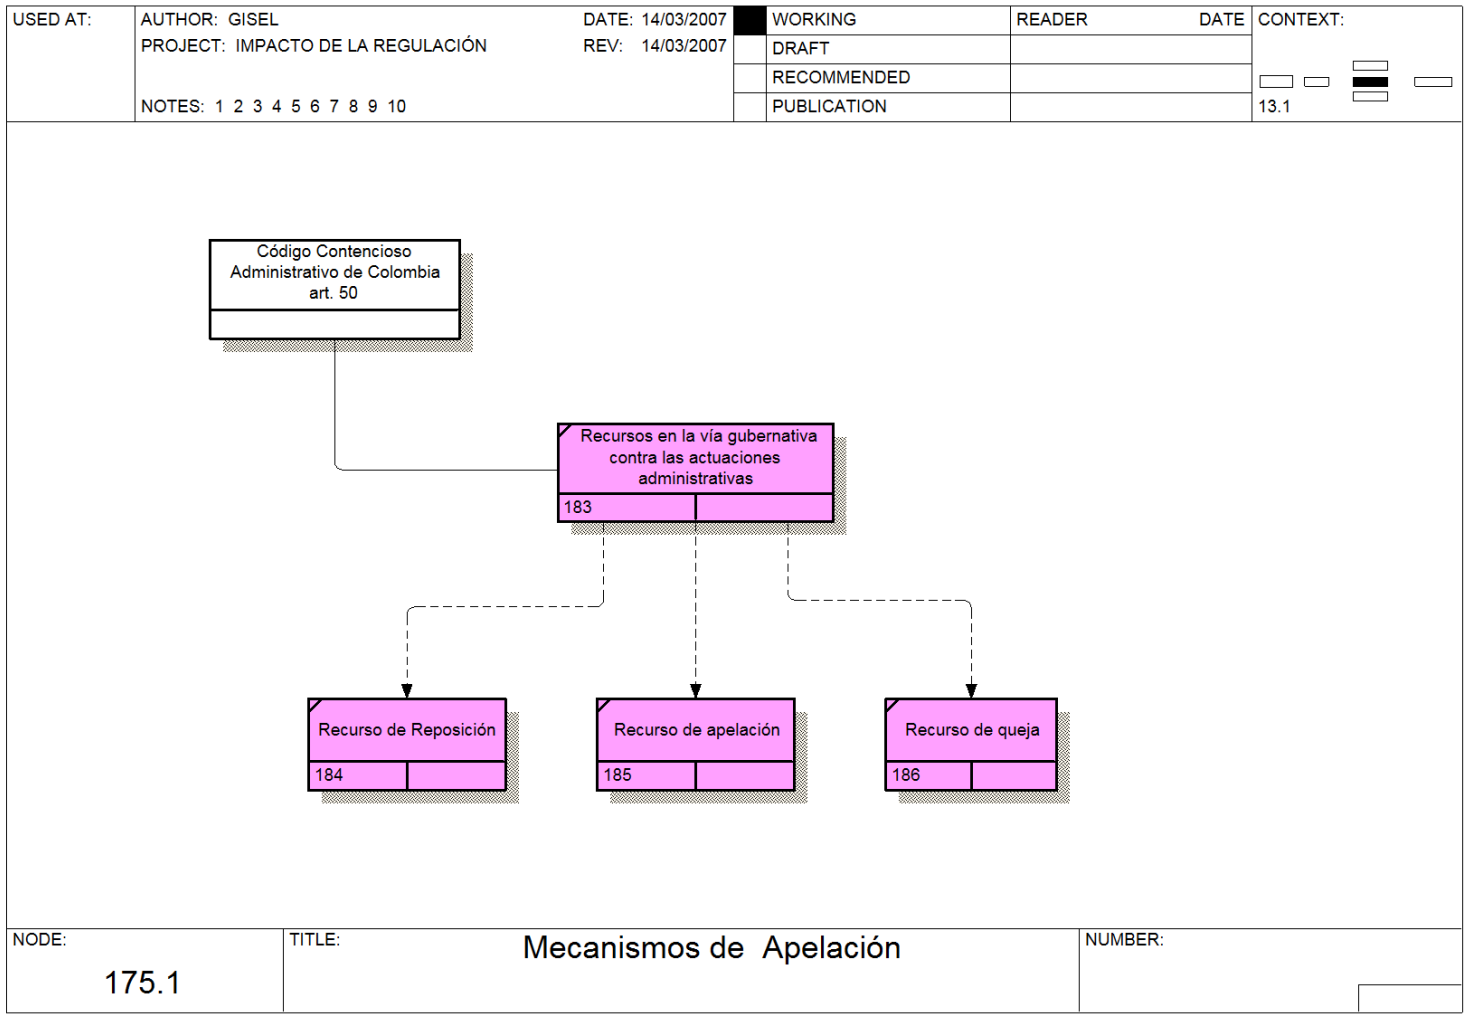 USED AT:
AUTHOR: GISEL
DATE: 14/03/2007
PROJECT: IMPACTO DE LA REGULACIÓN
REV: 14/03/2007
NOTES: 1 2 3 4 5 6 7 8 9 10
WORKING
DRAFT
RECOMMENDED
PUBLICATION
READER DATE
CONTEXT:
13.1
Código Contencioso
Administrativo de Colombia
art. 50
Recursos en la vía gubernativa
contra las actuaciones
administrativas
183
Recurso de Reposición
184
Recurso de apelación
185
Recurso de queja
186
NODE:
175.1
TITLE:
Mecanismos de Apelación
NUMBER: